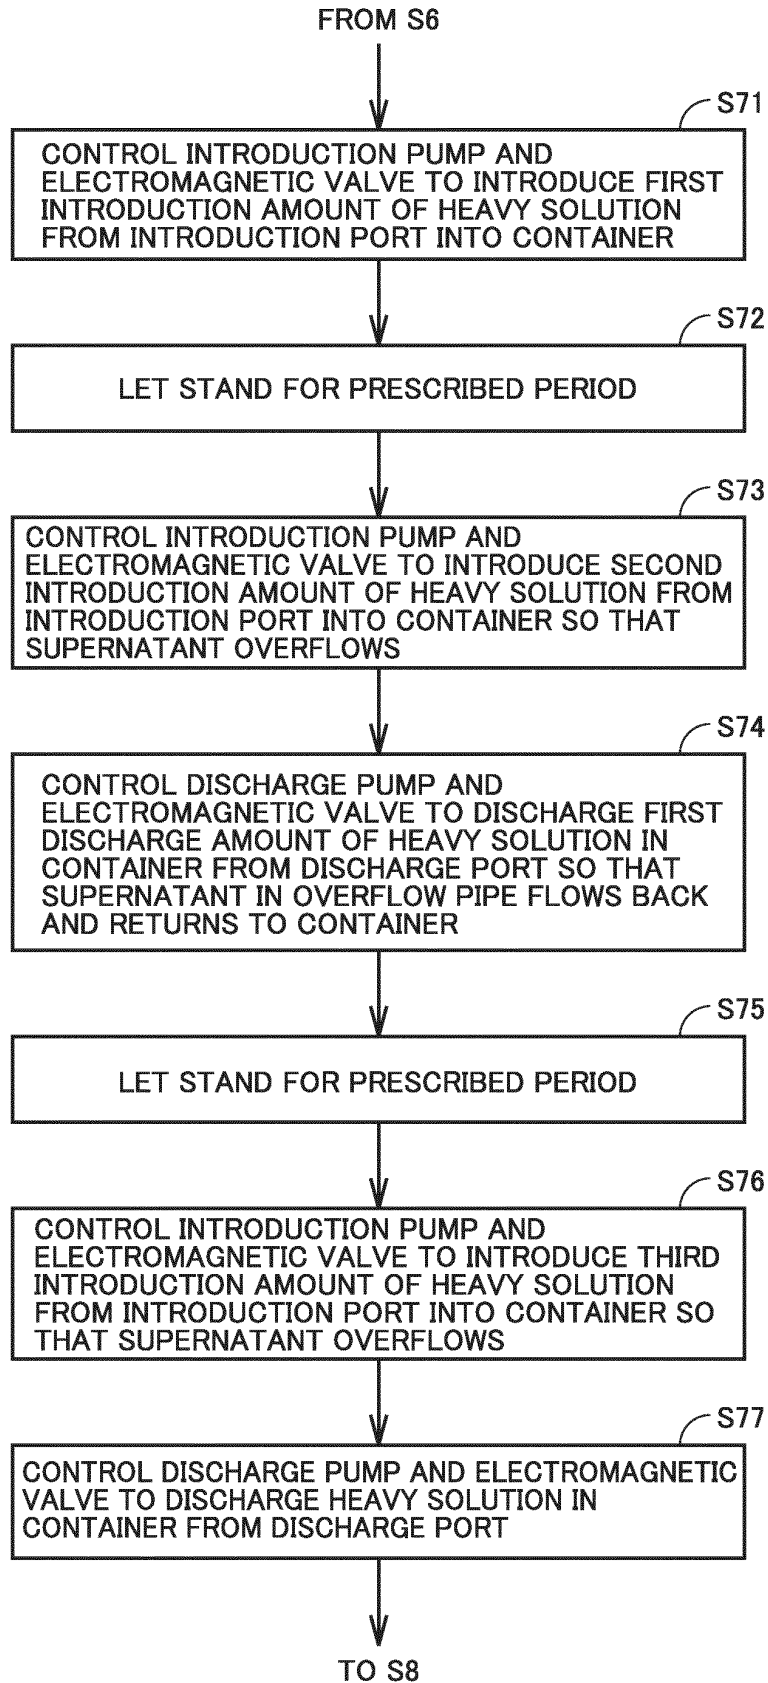 FROM S6
S71
CONTROL INTRODUCTION PUMP AND
ELECTROMAGNETIC VALVE TO INTRODUCE FIRST
INTRODUCTION AMOUNT OF HEAVY SOLUTION
FROM INTRODUCTION PORT INTO CONTAINER
S72
LET STAND FOR PRESCRIBED PERIOD
S73
CONTROL INTRODUCTION PUMP AND
ELECTROMAGNETIC VALVE TO INTRODUCE SECOND
INTRODUCTION AMOUNT OF HEAVY SOLUTION FROM
INTRODUCTION PORT INTO CONTAINER SO THAT
SUPERNATANT OVERFLOWS
S74
CONTROL DISCHARGE PUMP AND
ELECTROMAGNETIC VALVE TO DISCHARGE FIRST
DISCHARGE AMOUNT OF HEAVY SOLUTION IN
CONTAINER FROM DISCHARGE PORT SO THAT
SUPERNATANT IN OVERFLOW PIPE FLOWS BACK
AND RETURNS TO CONTAINER
S75
LET STAND FOR PRESCRIBED PERIOD
S76
CONTROL INTRODUCTION PUMP AND
ELECTROMAGNETIC VALVE TO INTRODUCE THIRD
INTRODUCTION AMOUNT OF HEAVY SOLUTION
FROM INTRODUCTION PORT INTO CONTAINER SO
THAT SUPERNATANT OVERFLOWS
S77
CONTROL DISCHARGE PUMP AND ELECTROMAGNETIC
VALVE TO DISCHARGE HEAVY SOLUTION IN
CONTAINER FROM DISCHARGE PORT
TO S8